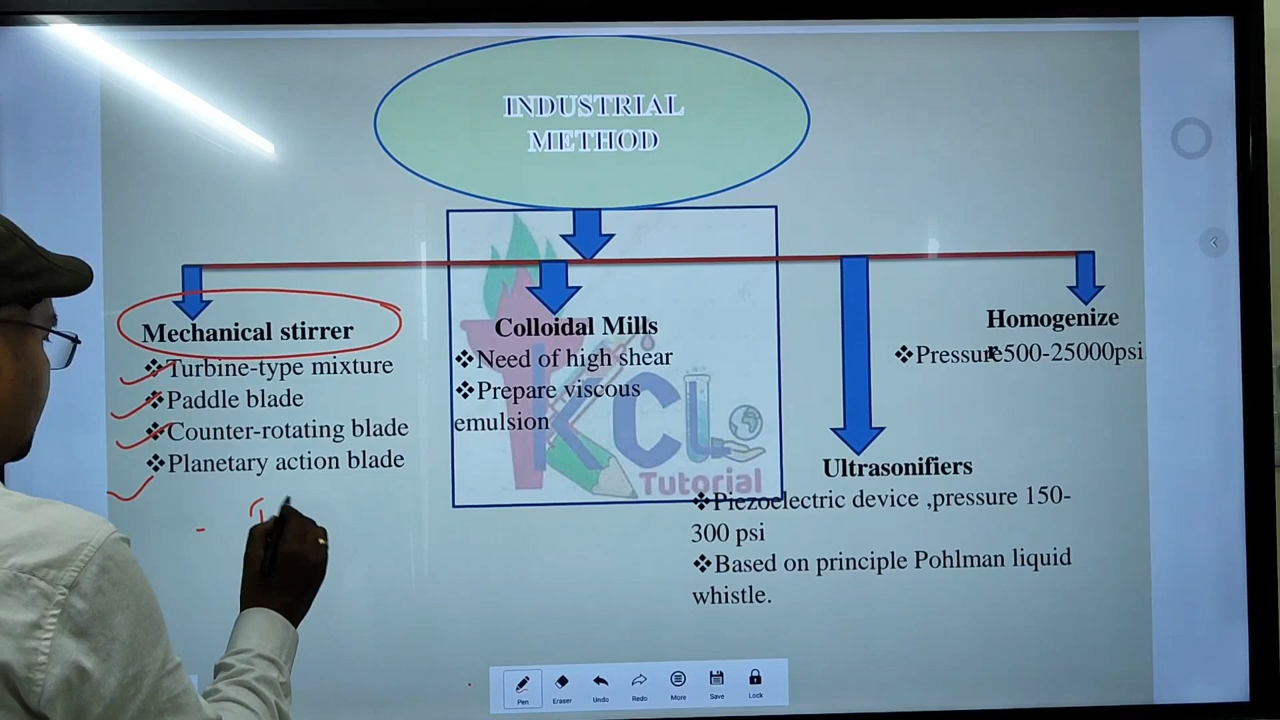 INDUSTRIAL
METHOD
Mechanical stirrer
❖Turbine-type mixture
❖Paddle blade
❖Counter-rotating blade
❖Planetary action blade
Colloidal Mills
❖Need of high shear
❖Prepare viscous
emulsion
KCL
Tutorial
Ultrasonifiers
❖Piezoelectric device ,pressure 150-
300 psi
❖Based on principle Pohlman liquid
whistle.
Homogenize
r
❖Pressure500-25000psi
Pen
Eraser
Undo
Redo
More
Save
Lock